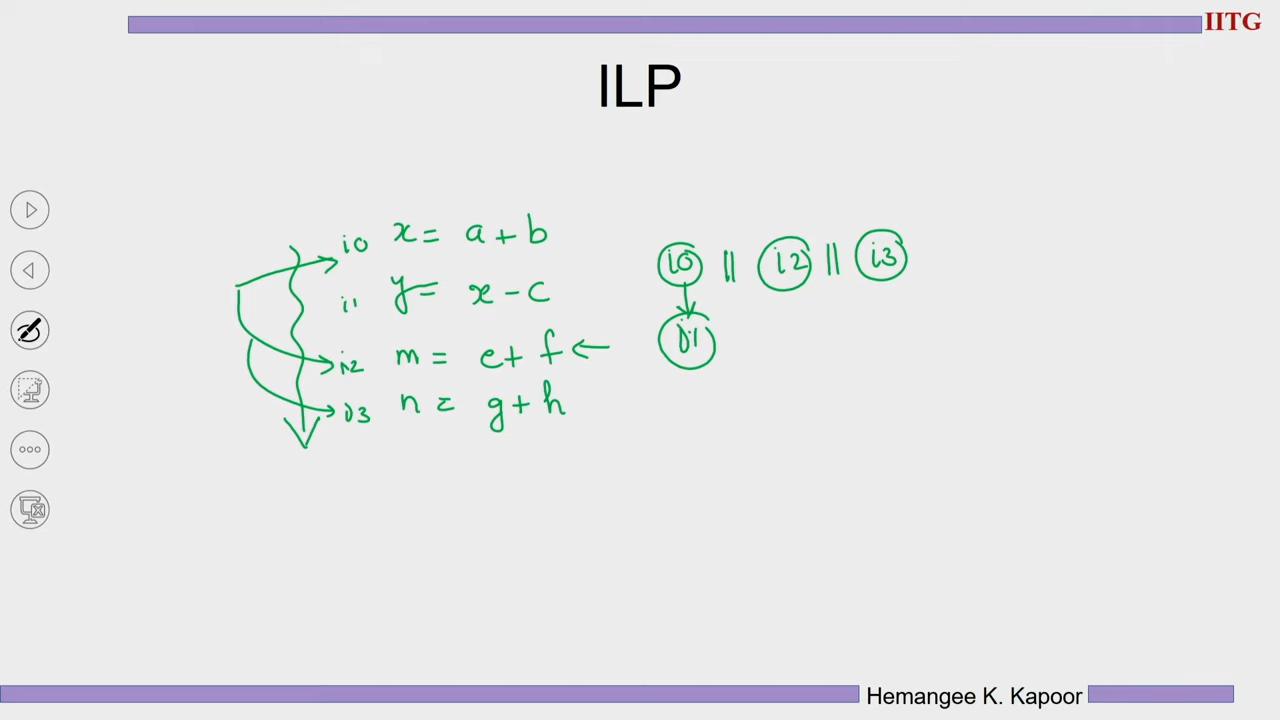 IITG
ILP
i0 x = a + b
i1 y = x - c
i2 m = e + f ←
i3 n = g + h
i0 || i2 || i3
i1
Hemangee K. Kapoor